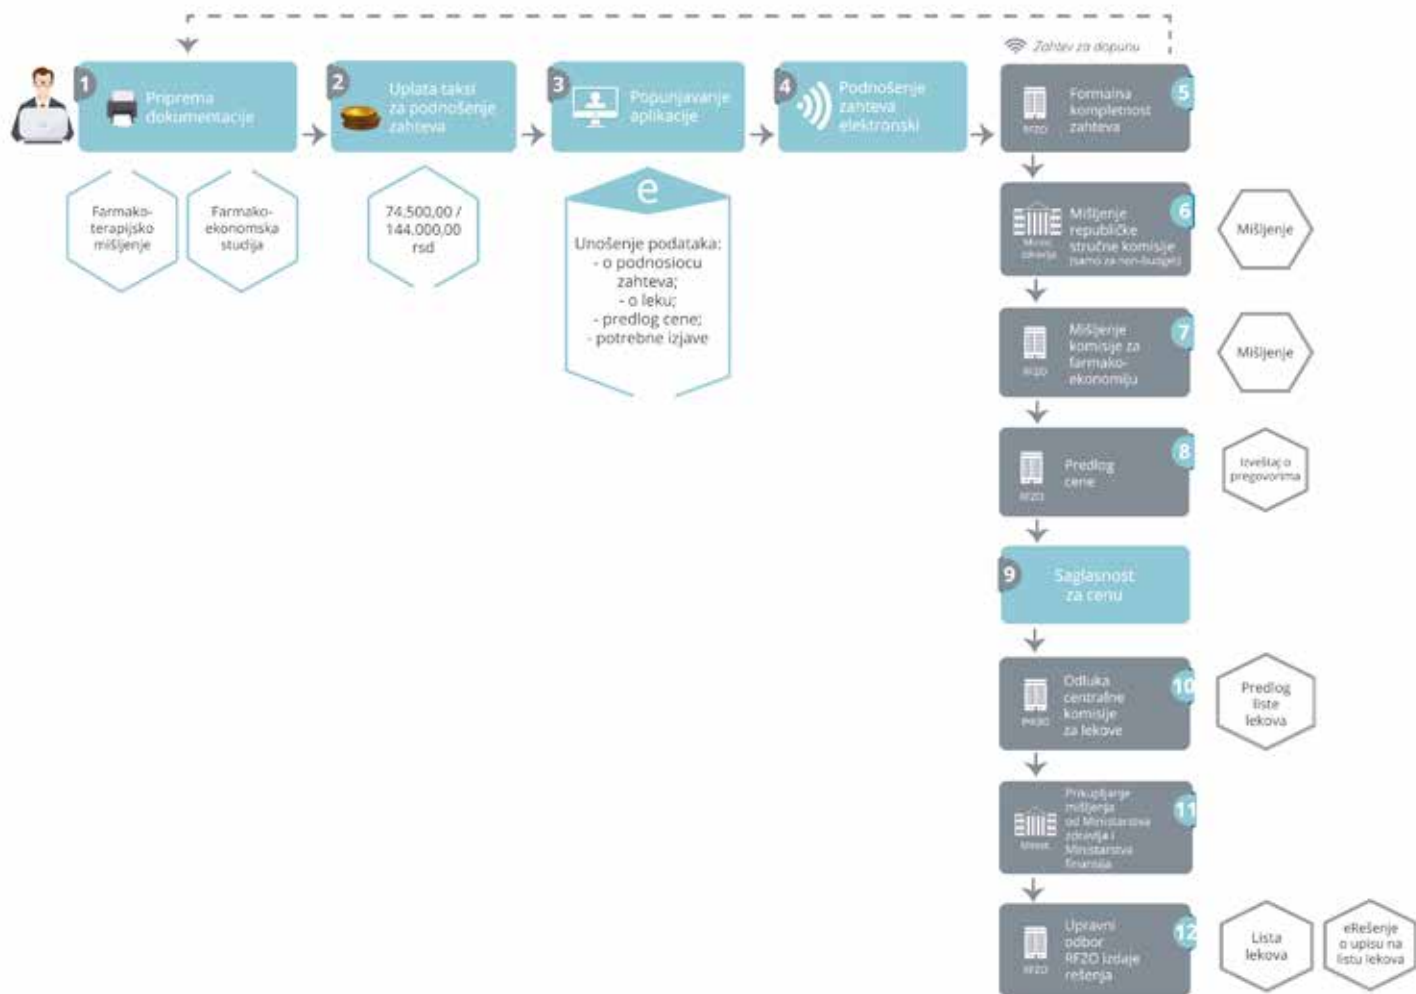 Zahtev za dopunu
1
Priprema
dokumentacije
2
Uplata taksi
za podnošenje
zahteva
3
Popunjavanje
aplikacije
4
Podnošenje
zahteva
elektronski
5
Formalna
kompletnost
zahteva
RFZO
Farmako-
terapijsko
mišljenje
Farmako-
ekonomska
studija
74.500,00 /
144.000,00
rsd
e
Unošenje podataka:
- o podnosiocu
zahteva;
- o leku;
- predlog cene;
- potrebne izjave
6
Mišljenje
republičke
stručne komisije
(samo za non-budget)
zdravlja
Mišljenje
7
Mišljenje
komisije za
farmako-
ekonomiju
RFZO
Mišljenje
8
Predlog
cene
RFZO
Izveštaj o
pregovorima
9
Saglasnost
za cenu
10
Odluka
centralne
komisije
za lekove
Predlog
liste
lekova
11
Prikupljanje
mišljenja
od Ministarstva
zdravlja i
Ministarstva
finansija
12
Upravni
odbor
RFZO izdaje
rešenja
RFZO
Lista
lekova
eRešenje
o upisu na
listu lekova